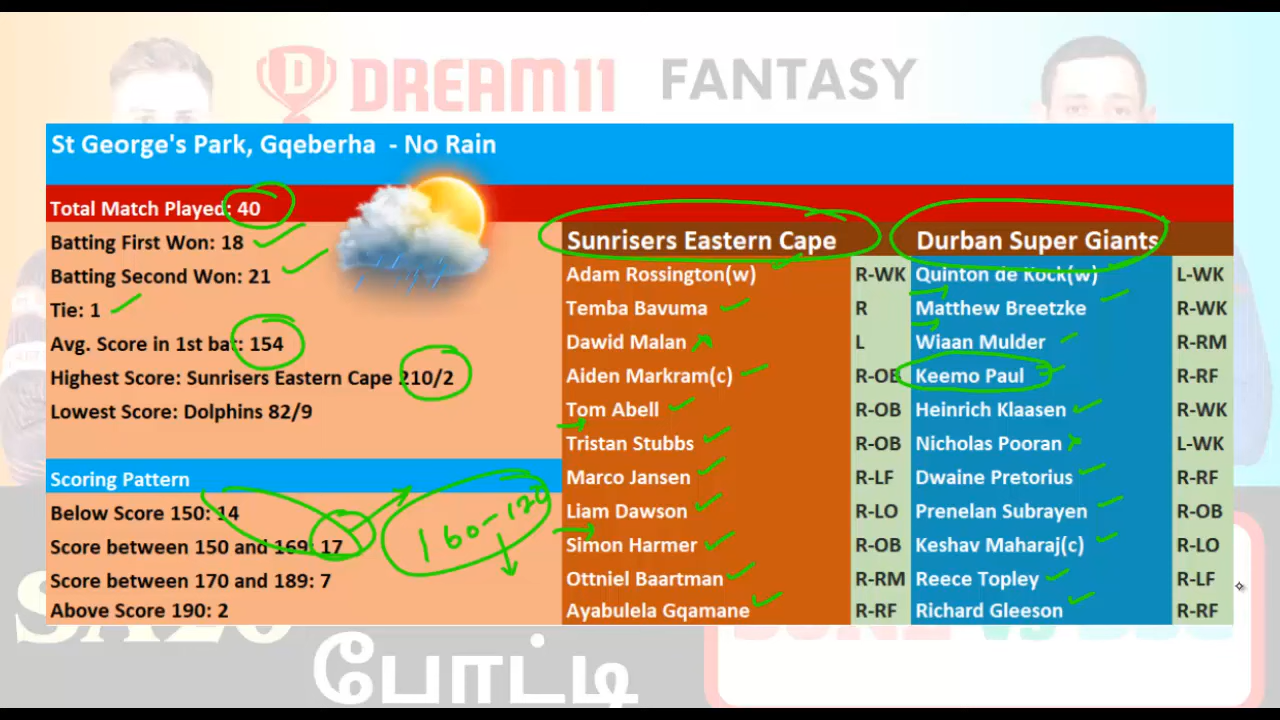 DREAM11 FANTASY
St George's Park, Gqeberha - No Rain
Total Match Played: 40
Batting First Won: 18
Batting Second Won: 21
Tie: 1
Avg. Score in 1st bat: 154
Highest Score: Sunrisers Eastern Cape 210/2
Lowest Score: Dolphins 82/9
Scoring Pattern
Below Score 150: 14
Score between 150 and 169: 17
Score between 170 and 189: 7
Above Score 190: 2
160-120
Sunrisers Eastern Cape Durban Super Giants
Adam Rossington(w) R-WK Quinton de Kock(w) L-WK
Temba Bavuma R Matthew Breetzke R-WK
Dawid Malan L Wiaan Mulder R-RM
Aiden Markram(c) R-OB Keemo Paul R-RF
Tom Abell R-OB Heinrich Klaasen R-WK
Tristan Stubbs R-OB Nicholas Pooran L-WK
Marco Jansen R-LF Dwaine Pretorius R-RF
Liam Dawson R-LO Prenelan Subrayen R-OB
Simon Harmer R-OB Keshav Maharaj(c) R-LO
Ottniel Baartman R-RM Reece Topley R-LF
Ayabulela Gqamane R-RF Richard Gleeson R-RF
SA20
போட்டி